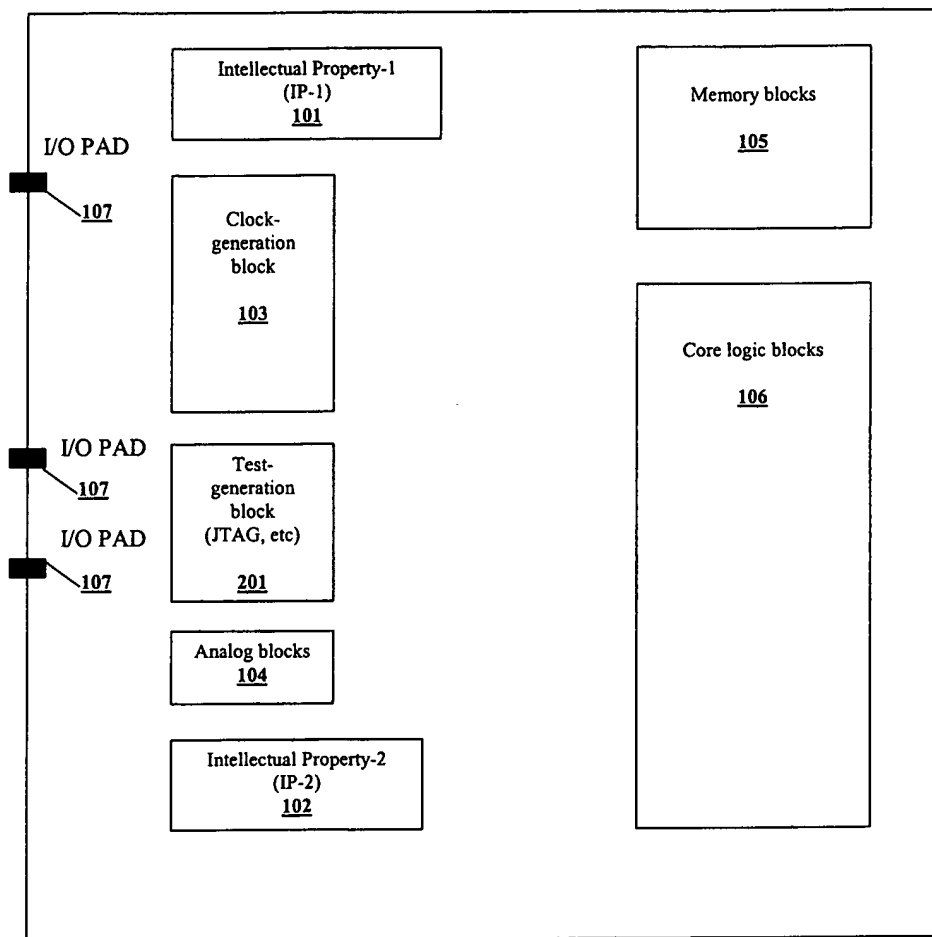 Intellectual Property-1
(IP-1)
101
Memory blocks
105
I/O PAD
107
Clock-
generation
block
103
Core logic blocks
106
I/O PAD
107
Test-
generation
block
(JTAG, etc)
201
I/O PAD
107
Analog blocks
104
Intellectual Property-2
(IP-2)
102